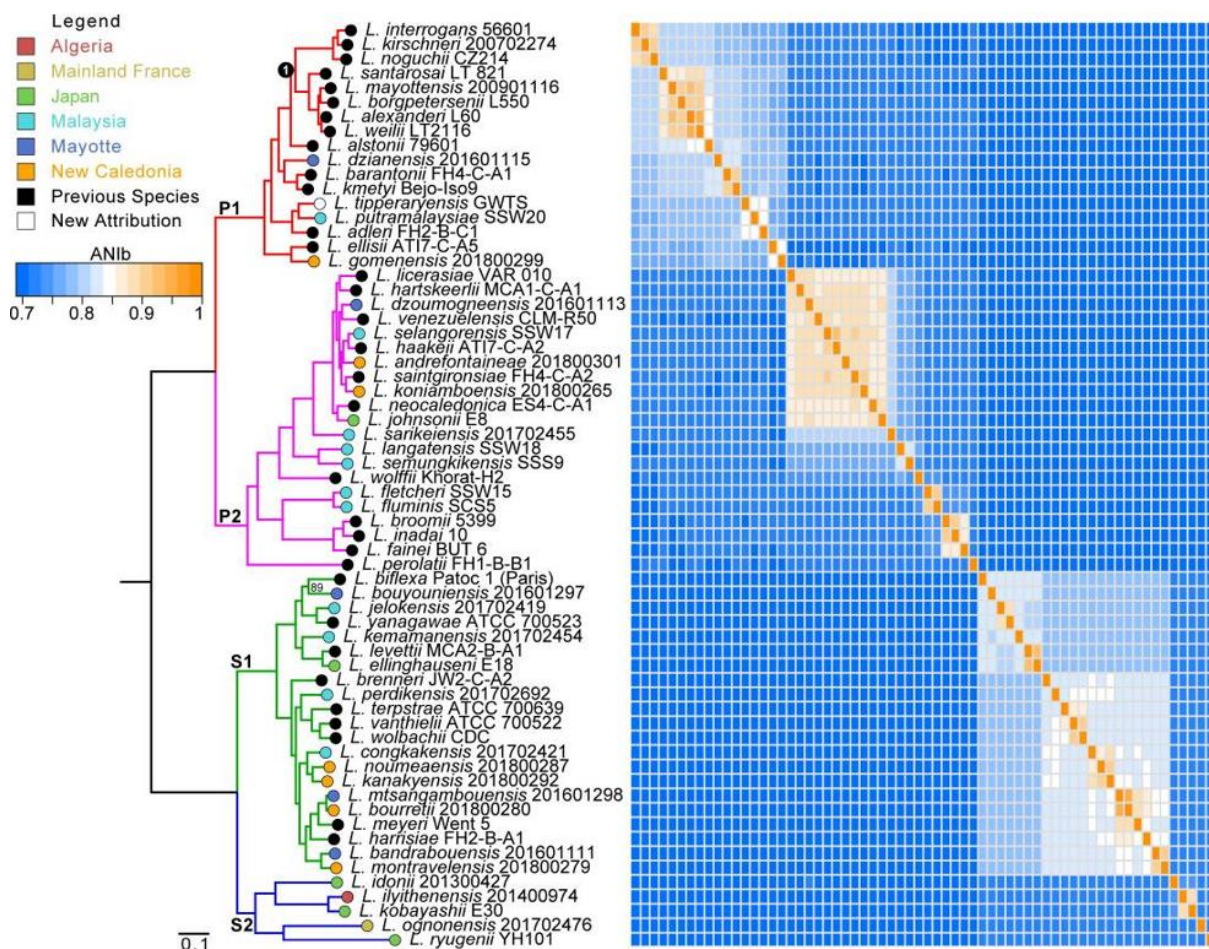 Legend
Algeria
Mainland France
Japan
Malaysia
Mayotte
New Caledonia
Previous Species
New Attribution
ANIb
0.7 0.8 0.9 1
1
P1
P2
S1
S2
89
0.1
L. interrogans 56601
L. kirschneri 200702274
L. noguchii CZ214
L. santarosai LT 821
L. mayottensis 200901116
L. borgpetersenii L550
L. alexanderi L60
L. weilii LT2116
L. alstonii 79601
L. dzianensis 201601115
L. barantonii FH4-C-A1
L. kmetyi Bejo-Iso9
L. tipperaryensis GWTS
L. putramalaysiae SSW20
L. adleri FH2-B-C1
L. ellisii ATI7-C-A5
L. gomenensis 201800299
L. licerasiae VAR 010
L. hartskeerlii MCA1-C-A1
L. dzoumogneensis 201601113
L. venezuelensis CLM-R50
L. selangorensis SSW17
L. haakeii ATI7-C-A2
L. andrefontaineae 201800301
L. saintgironsiae FH4-C-A2
L. koniamboensis 201800265
L. neocaledonica ES4-C-A1
L. johnsonii E8
L. sarikeiensis 201702455
L. langatensis SSW18
L. semungkikensis SSS9
L. wolffii Khorat-H2
L. fletcheri SSW15
L. fluminis SCS5
L. broomii 5399
L. inadai 10
L. fainei BUT 6
L. perolatii FH1-B-B1
L. biflexa Patoc 1 (Paris)
L. bouyouniensis 201601297
L. jelokensis 201702419
L. yanagawae ATCC 700523
L. kemamanensis 201702454
L. levettii MCA2-B-A1
L. ellinghauseni E18
L. brenneri JW2-C-A2
L. perdikensis 201702692
L. terpstrae ATCC 700639
L. vanthielii ATCC 700522
L. wolbachii CDC
L. congkakensis 201702421
L. noumeaensis 201800287
L. kanakyensis 201800292
L. mtsangambouensis 201601298
L. bourretii 201800280
L. meyeri Went 5
L. harrisiae FH2-B-A1
L. bandrabouensis 201601111
L. montravelensis 201800279
L. idonii 201300427
L. ilyithenensis 201400974
L. kobayashii E30
L. ognonensis 201702476
L. ryugenii YH101